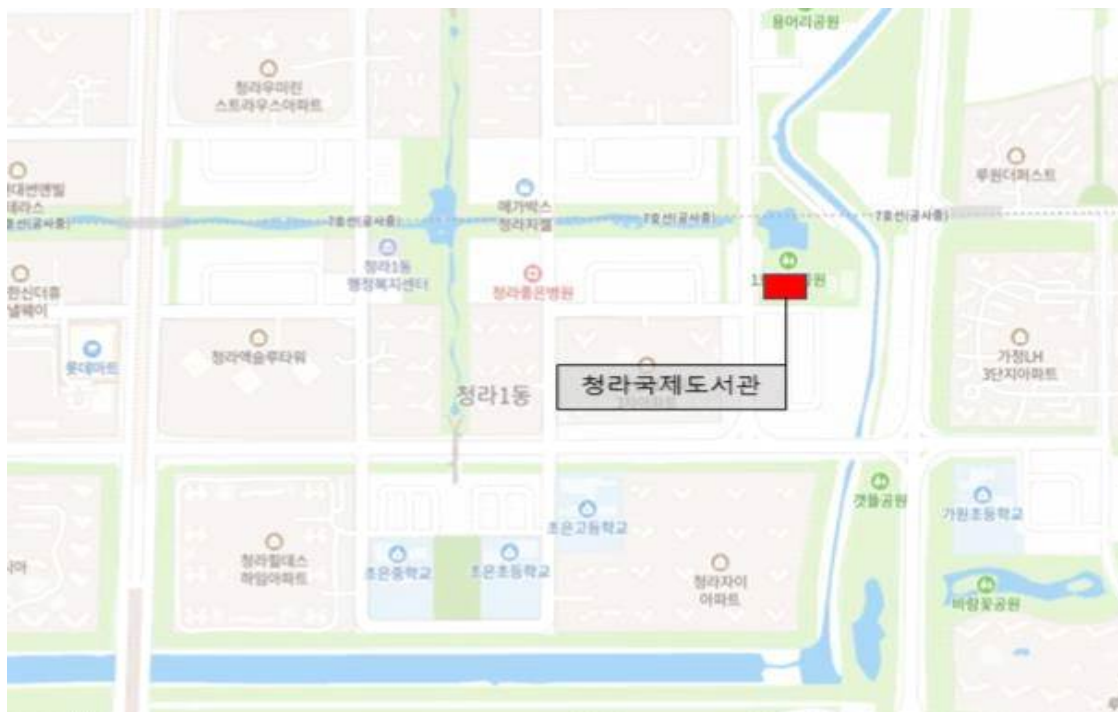 용머리공원
청라우미린
스트라우스아파트
루원더퍼스트
메가박스
청라지젤
7호선(공사중)
7호선(공사중)
7호선(공사중)
청라1동
행정복지센터
청라좋은병원
롯데마트
청라엑슬루타워
가정LH
3단지아파트
청라국제도서관
청라1동
갯들공원
가원초등학교
초은고등학교
청라힐데스
하임아파트
초은중학교
초은초등학교
청라자이
아파트
바람꽃공원